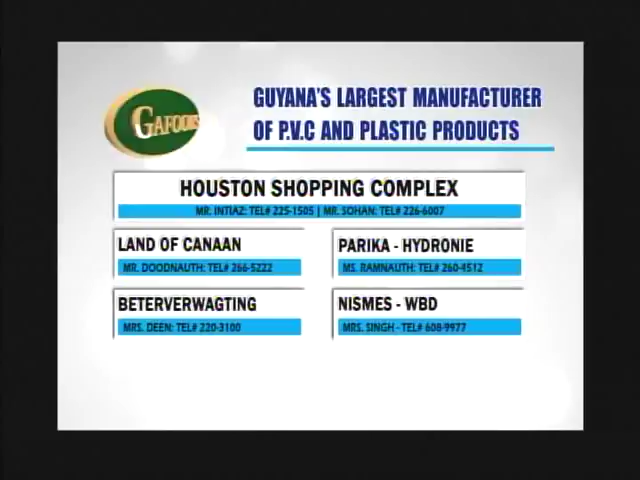 GAFOORS
GUYANA'S LARGEST MANUFACTURER
OF P.V.C AND PLASTIC PRODUCTS
HOUSTON SHOPPING COMPLEX
MR. INTIAZ: TEL# 225-1505 | MR. SOHAN: TEL# 226-6007
LAND OF CANAAN
MR. DOODNAUTH: TEL# 266-5222
PARIKA - HYDRONIE
MS. RAMNAUTH: TEL# 260-4512
BETERVERWAGTING
MRS. DEEN: TEL# 220-3100
NISMES - WBD
MRS. SINGH - TEL# 608-9977